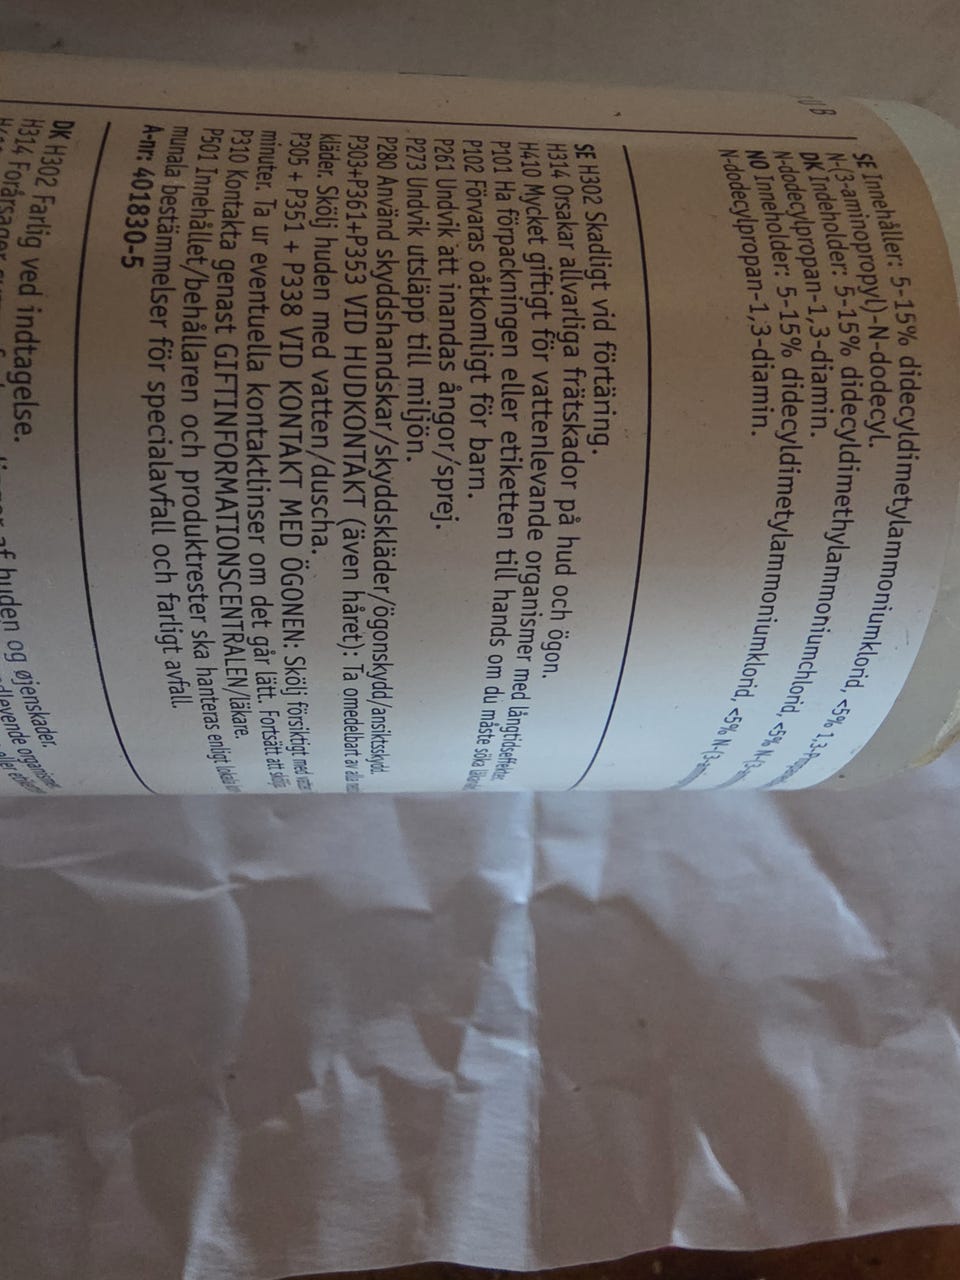 SE Innehåller: 5-15% didecyldimetylammoniumklorid, <5% 1,3-
N-(3-aminopropyl)-N-dodecyl.
DK Indeholder: 5-15% didecyldimethylammoniumchlorid, <5% N-(3-
N-dodecylpropan-1,3-diamin.
NO Inneholder: 5-15% didecyldimetylammoniumklorid, <5% N-(3-
N-dodecylpropan-1,3-diamin.
SE H302 Skadligt vid förtäring.
H314 Orsakar allvarliga frätskador på hud och ögon.
H410 Mycket giftigt för vattenlevande organismer med långtidseffekter.
P101 Ha förpackningen eller etiketten till hands om du måste söka
P102 Förvaras oåtkomligt för barn.
P261 Undvik att inandas ångor/sprej.
P273 Undvik utsläpp till miljön.
P280 Använd skyddshandskar/skyddskläder/ögonskydd/ansiktsskydd.
P303+P361+P353 VID HUDKONTAKT (även håret): Ta omedelbart av
kläder. Skölj huden med vatten/duscha.
P305 + P351 + P338 VID KONTAKT MED ÖGONEN: Skölj försiktigt med
minuter. Ta ur eventuella kontaktlinser om det går lätt. Fortsätt att skölja
P310 Kontakta genast GIFTINFORMATIONSCENTRALEN/läkare.
P501 Innehållet/behållaren och produktrester ska hanteras enligt
munala bestämmelser för specialavfall och farligt avfall.
A-nr: 401830-5
DK H302 Farlig ved indtagelse.
H314 Forårsager af huden og øjenskader.